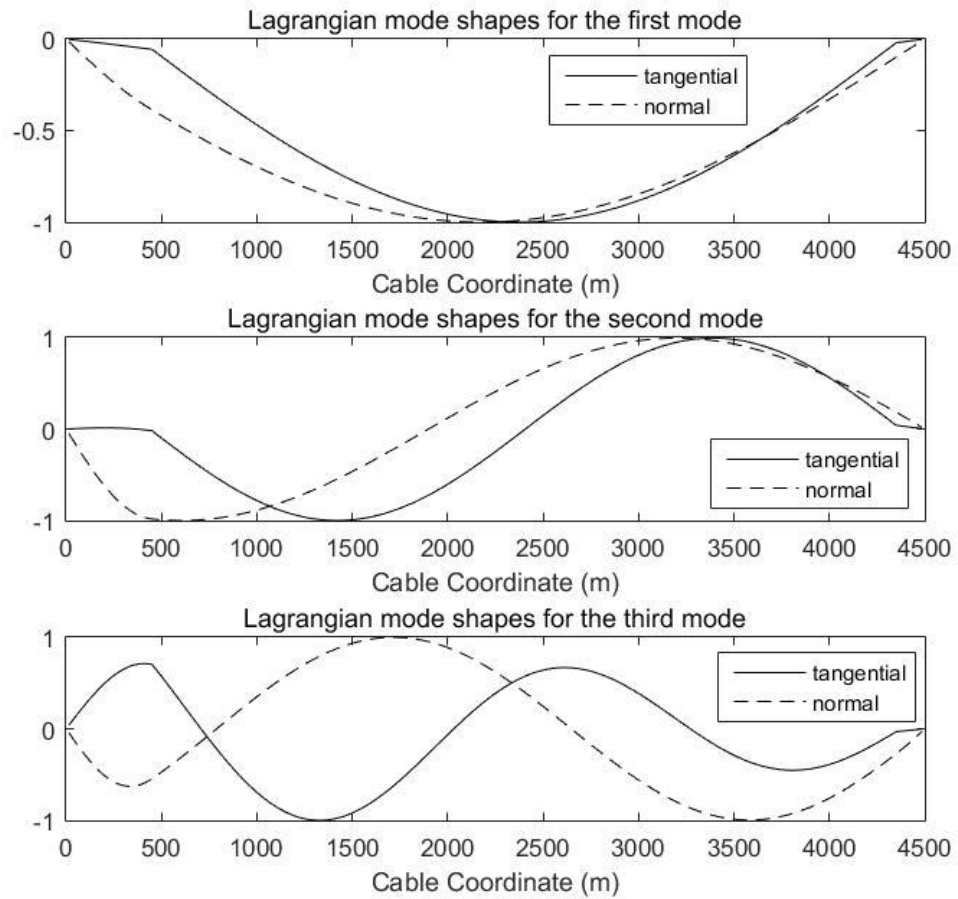 Lagrangian mode shapes for the first mode
0
-0.5
-1
tangential
normal
0 500 1000 1500 2000 2500 3000 3500 4000 4500
Cable Coordinate (m)
Lagrangian mode shapes for the second mode
1
0
-1
tangential
normal
0 500 1000 1500 2000 2500 3000 3500 4000 4500
Cable Coordinate (m)
Lagrangian mode shapes for the third mode
1
0
-1
tangential
normal
0 500 1000 1500 2000 2500 3000 3500 4000 4500
Cable Coordinate (m)